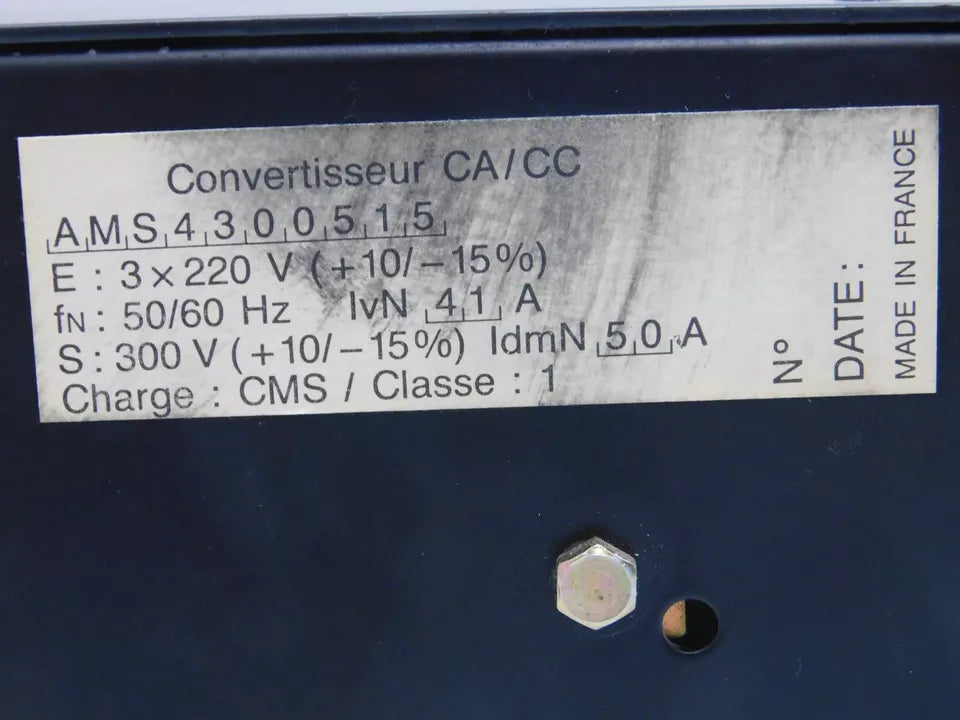 Convertisseur CA/CC
AMS4300515
E : 3 x 220 V (+10/−15%)
fN : 50/60 Hz IvN 41 A
S : 300 V (+10/−15%) IdmN 50 A
Charge : CMS / Classe : 1
N°
DATE :
MADE IN FRANCE